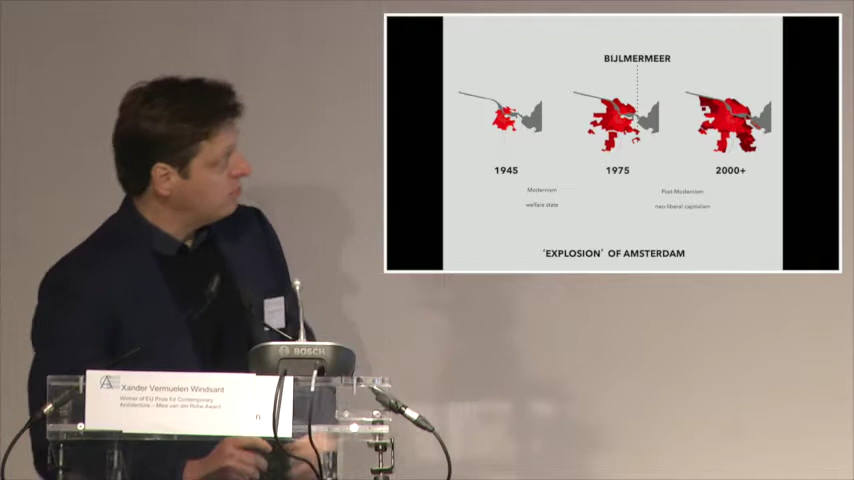 BIJLMERMEER
1945
1975
2000+
Modernism
Post-Modernism
welfare state
neo-liberal capitalism
'EXPLOSION' OF AMSTERDAM
BOSCH
Xander Vermuelen Windsant
Winner of EU Prize for Contemporary
Architecture - Mies van der Rohe Award